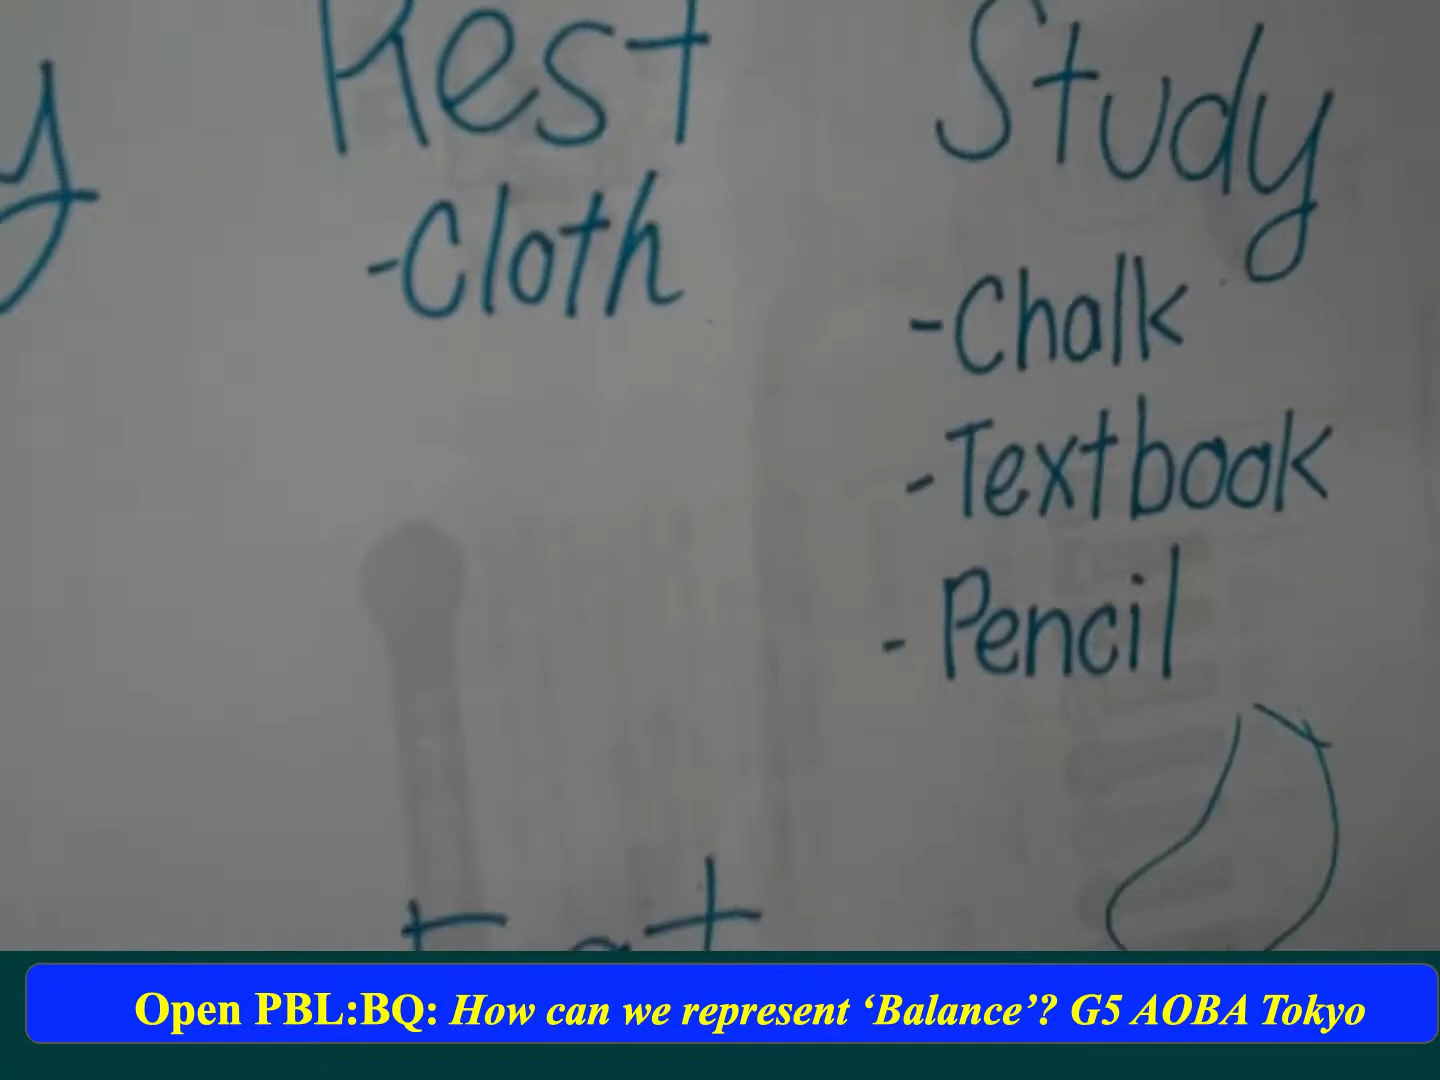 Rest
-Cloth
Study
-Chalk
-Textbook
- Pencil
Open PBL:BQ: How can we represent ‘Balance’? G5 AOBA Tokyo